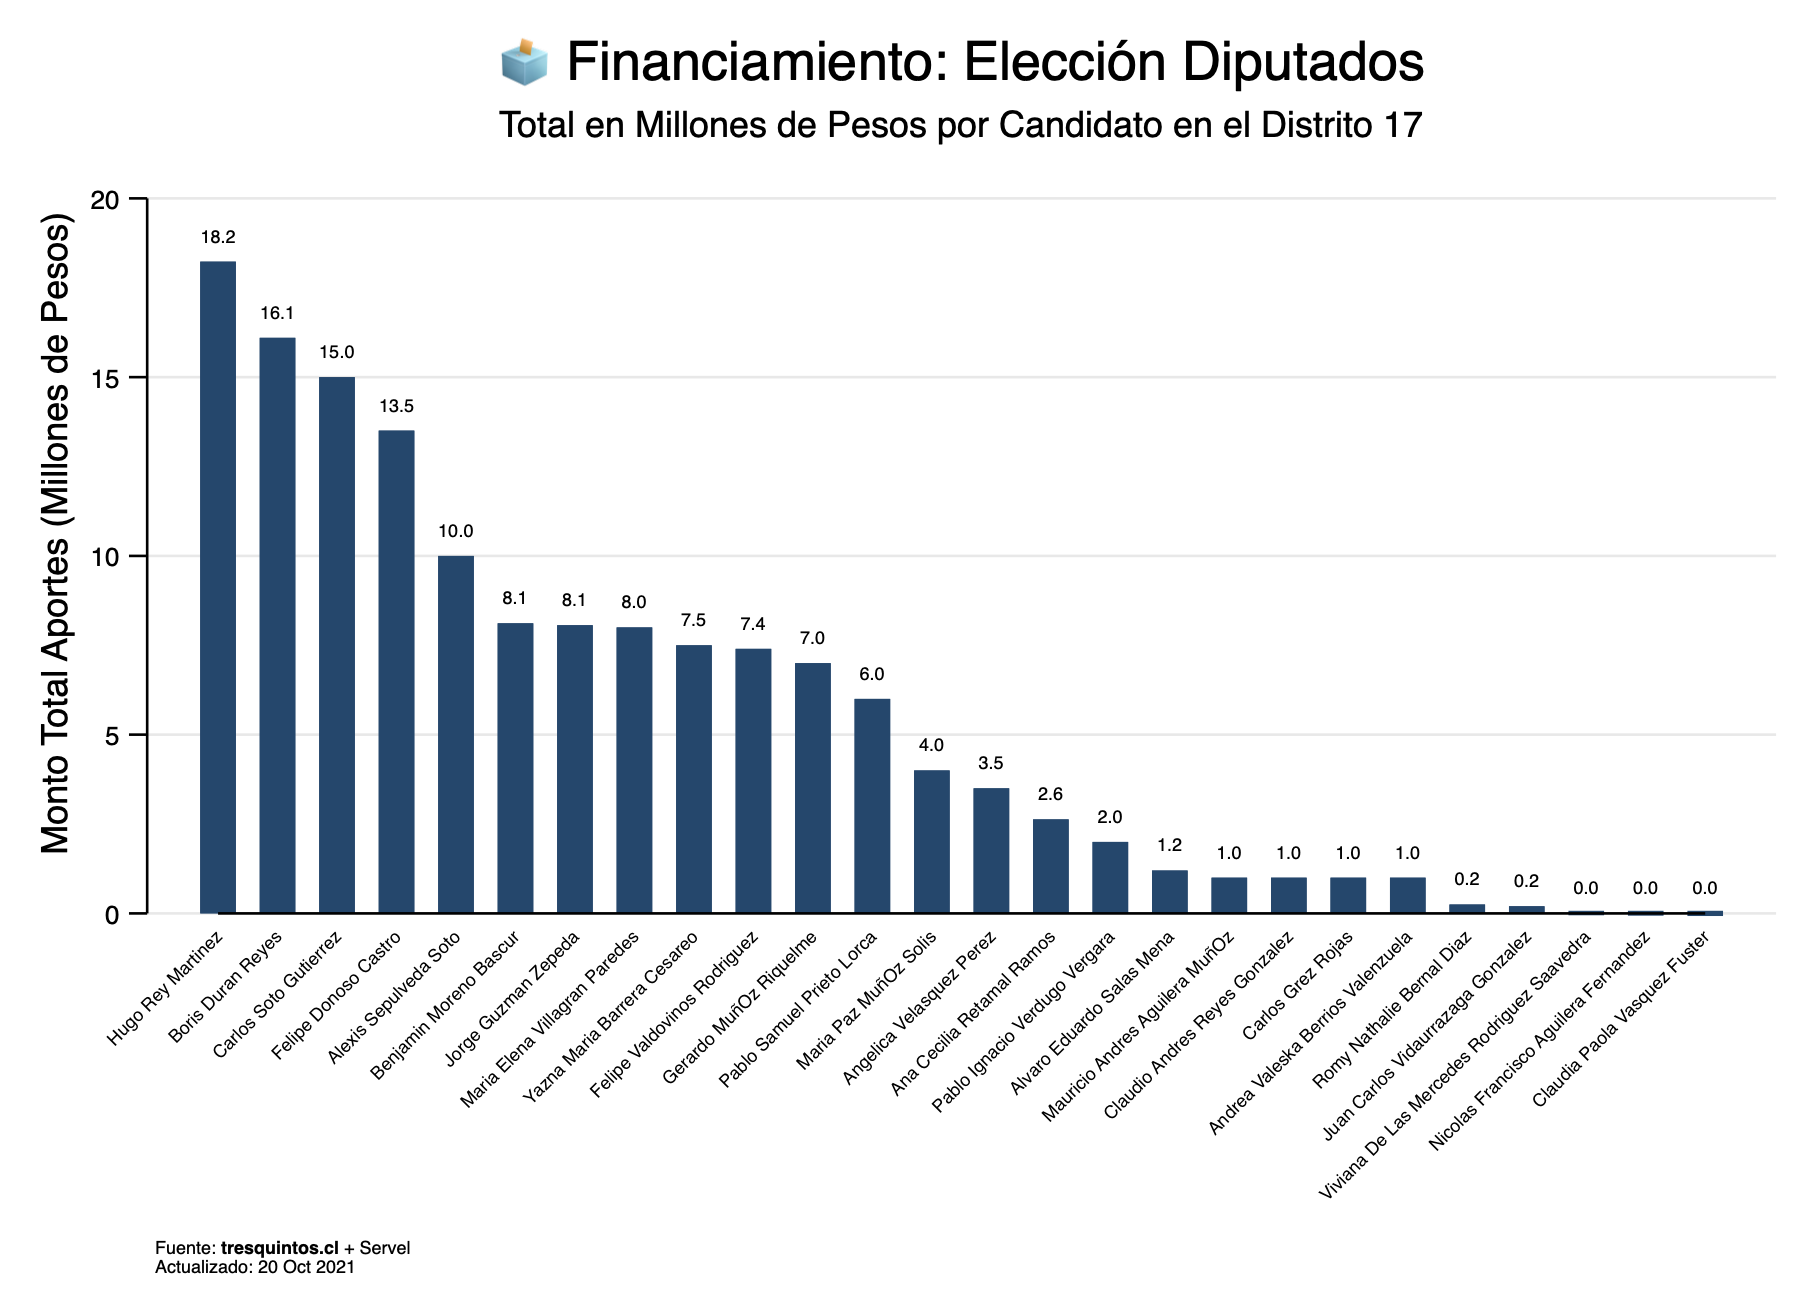 Financiamiento: Elección Diputados
Total en Millones de Pesos por Candidato en el Distrito 17
Monto Total Aportes (Millones de Pesos)
20
15
10
5
0
18.2
16.1
15.0
13.5
10.0
8.1
8.1
8.0
7.5
7.4
7.0
6.0
4.0
3.5
2.6
2.0
1.2
1.0
1.0
1.0
1.0
0.2
0.2
0.0
0.0
0.0
Hugo Rey Martinez
Boris Duran Reyes
Carlos Soto Gutierrez
Felipe Donoso Castro
Alexis Sepulveda Soto
Benjamin Moreno Bascur
Jorge Guzman Zepeda
Maria Elena Villagran Paredes
Yazna Maria Barrera Cesareo
Felipe Valdovinos Rodriguez
Gerardo MuñOz Riquelme
Pablo Samuel Prieto Lorca
Maria Paz MuñOz Solis
Angelica Velasquez Perez
Ana Cecilia Retamal Ramos
Pablo Ignacio Verdugo Vergara
Alvaro Eduardo Salas Mena
Mauricio Andres Aguilera MuñOz
Claudio Andres Reyes Gonzalez
Carlos Grez Rojas
Andrea Valeska Berrios Valenzuela
Romy Nathalie Bernal Diaz
Juan Carlos Vidaurrazaga Gonzalez
Viviana De Las Mercedes Rodriguez Saavedra
Nicolas Francisco Aguilera Fernandez
Claudia Paola Vasquez Fuster
Fuente: tresquintos.cl + Servel
Actualizado: 20 Oct 2021